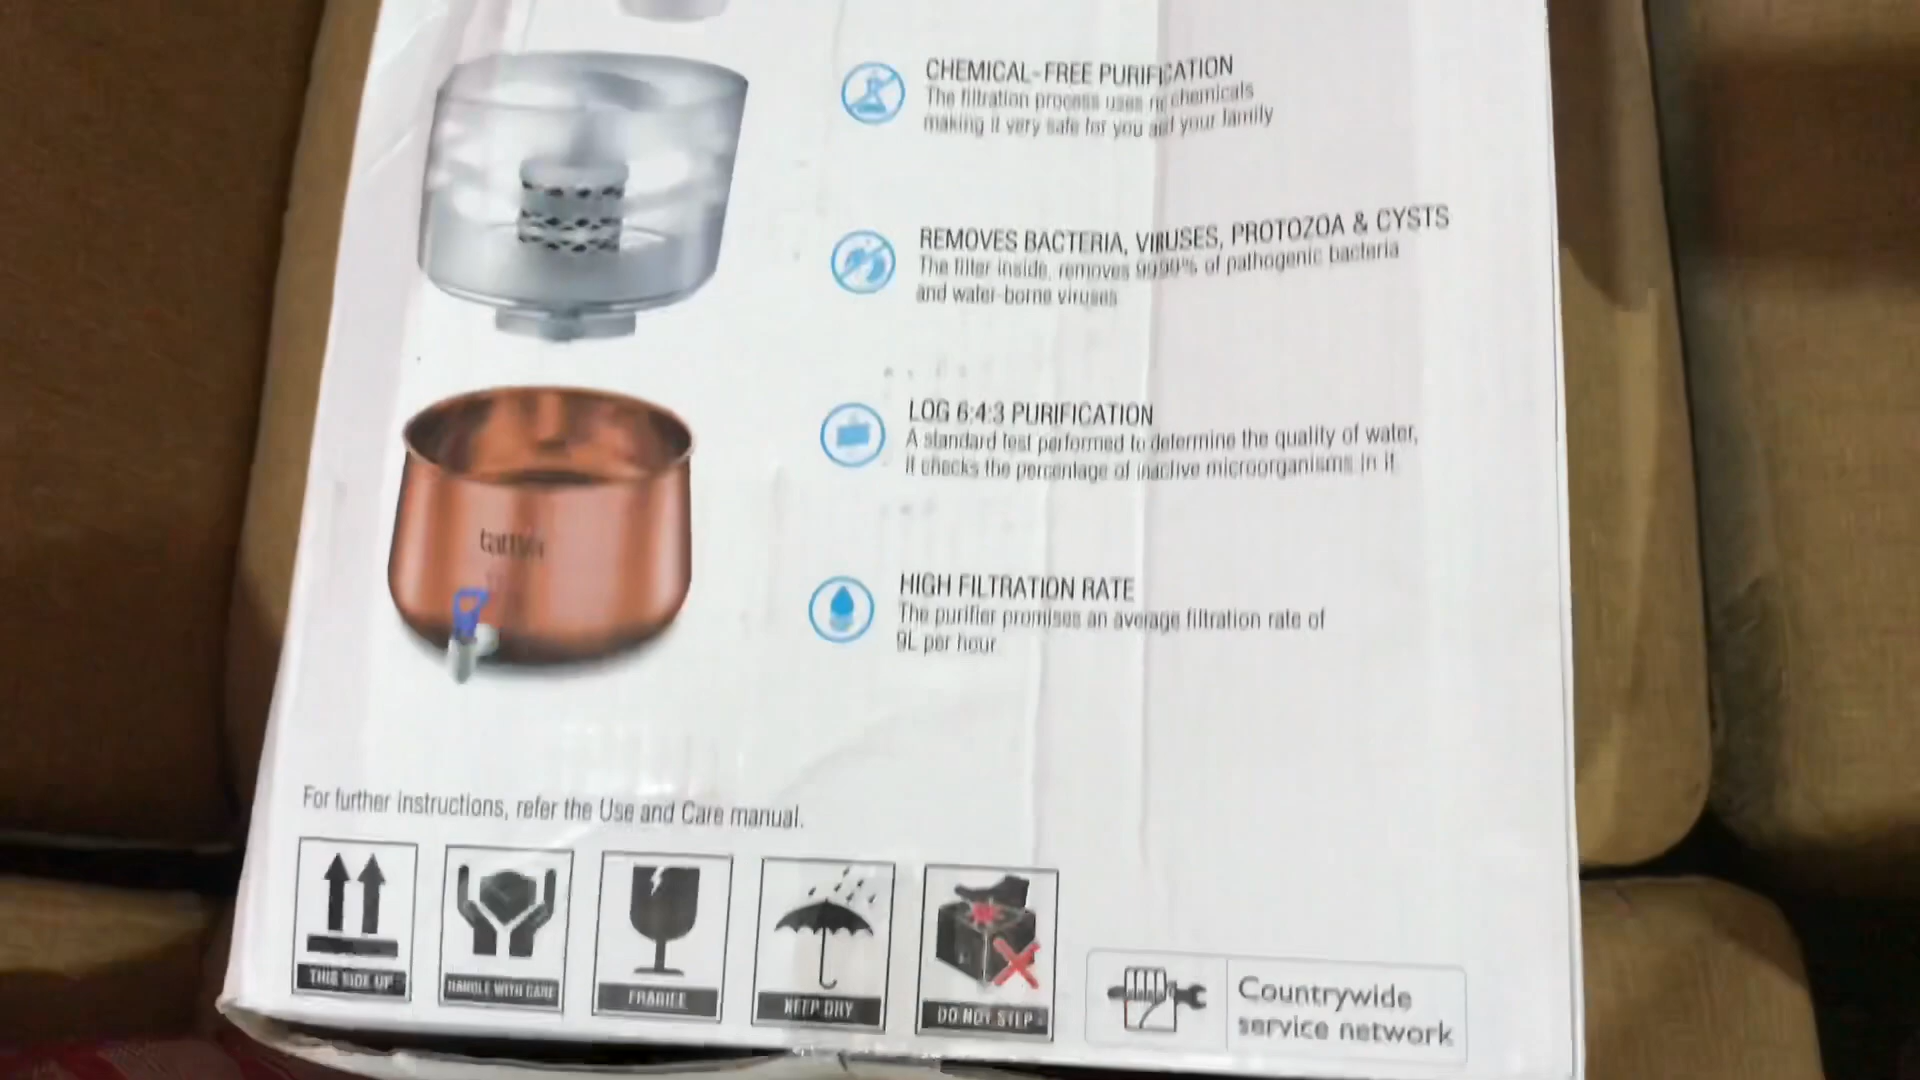 CHEMICAL-FREE PURIFICATION
The filtration process uses no chemicals
making it very safe for you and your family
REMOVES BACTERIA, VIRUSES, PROTOZOA & CYSTS
The filter inside, removes of pathogenic bacteria
and water-borne viruses
LOG 6:4:3 PURIFICATION
A standard test performed to determine the quality of water,
it checks the percentage of inactive microorganisms in it
HIGH FILTRATION RATE
The purifier promises an average filtration rate of
9L per hour
For further instructions, refer the Use and Care manual.
THIS SIDE UP
HANDLE WITH CARE
FRAGILE
KEEP DRY
DO NOT STEP
Countrywide
service network